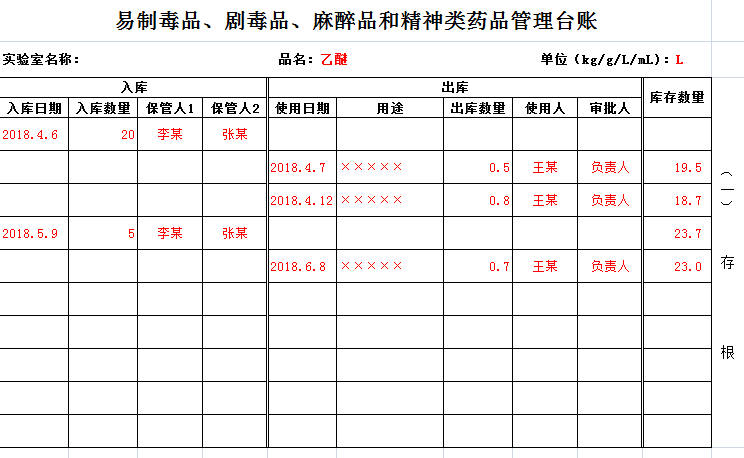 易制毒品、剧毒品、麻醉品和精神类药品管理台账
实验室名称： 品名：乙醚 单位（kg/g/L/mL）：L
入库 出库 库存数量
入库日期 入库数量 保管人1 保管人2 使用日期 用途 出库数量 使用人 审批人
2018.4.6 20 李某 张某
2018.4.7 ××××× 0.5 王某 负责人 19.5
2018.4.12 ××××× 0.8 王某 负责人 18.7
2018.5.9 5 李某 张某 23.7
2018.6.8 ××××× 0.7 王某 负责人 23.0
（一）存根